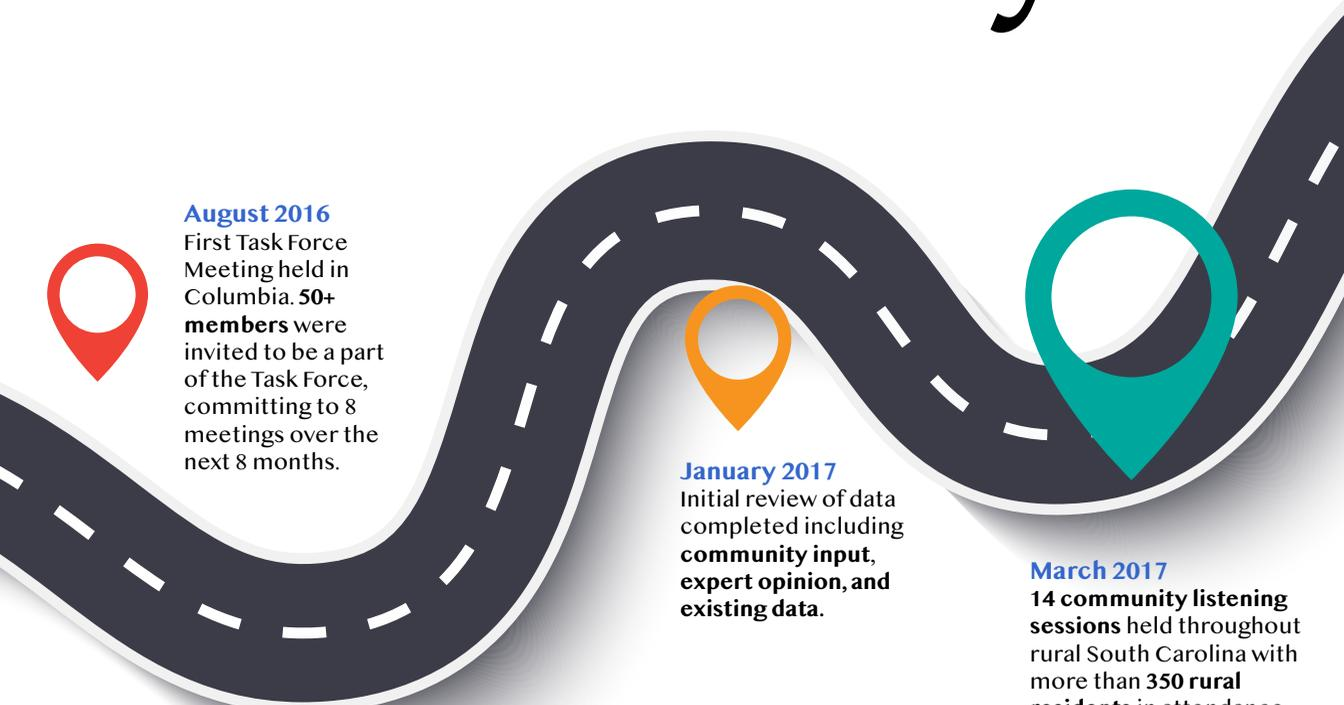 August 2016
First Task Force
Meeting held in
Columbia. 50+
members were
invited to be a part
of the Task Force,
committing to 8
meetings over the
next 8 months.
January 2017
Initial review of data
completed including
community input,
expert opinion, and
existing data.
March 2017
14 community listening
sessions held throughout
rural South Carolina with
more than 350 rural
residents in attendance